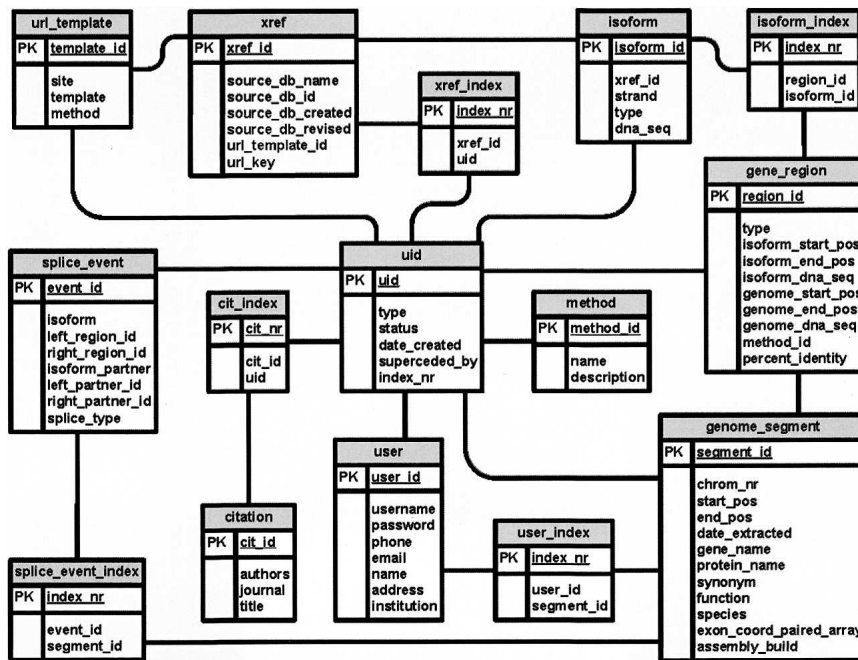 url_template
PK template_id
site
template
method
xref
PK xref_id
source_db_name
source_db_id
source_db_created
source_db_revised
url_template_id
url_key
xref_index
PK index_nr
xref_id
uid
isoform
PK isoform_id
xref_id
strand
type
dna_seq
isoform_index
PK index_nr
region_id
isoform_id
gene_region
PK region_id
type
isoform_start_pos
isoform_end_pos
isoform_dna_seq
genome_start_pos
genome_end_pos
genome_dna_seq
method_id
percent_identity
splice_event
PK event_id
isoform
left_region_id
right_region_id
isoform_partner
left_partner_id
right_partner_id
splice_type
cit_index
PK cit_nr
cit_id
uid
uid
PK uid
type
status
date_created
superceded_by
index_nr
method
PK method_id
name
description
genome_segment
PK segment_id
chrom_nr
start_pos
end_pos
date_extracted
gene_name
protein_name
synonym
function
species
exon_coord_paired_array
assembly_build
user
PK user_id
username
password
phone
email
name
address
institution
citation
PK cit_id
authors
journal
title
user_index
PK index_nr
user_id
segment_id
splice_event_index
PK index_nr
event_id
segment_id